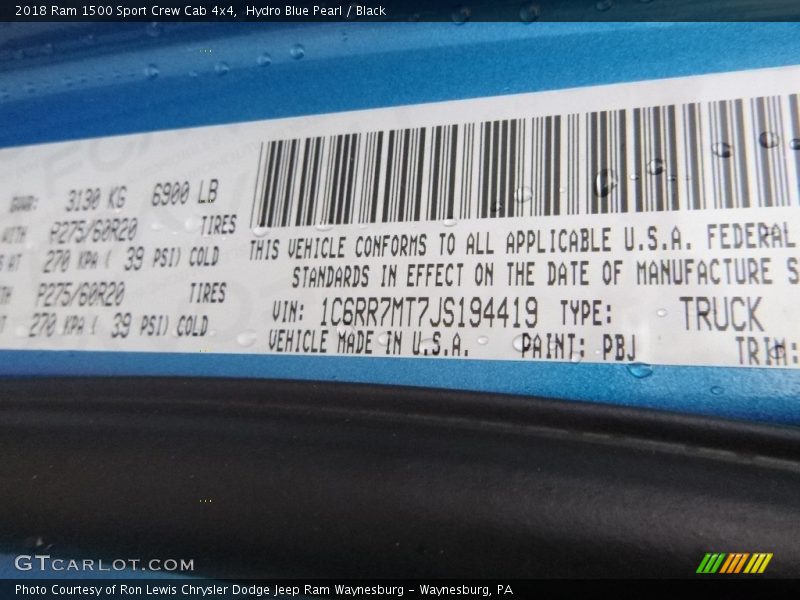 2018 Ram 1500 Sport Crew Cab 4x4,  Hydro Blue Pearl / Black
GWR: 3130 KG 6900 LB
WITH P275/60R20 TIRES
AT 270 KPA ( 39 PSI) COLD
P275/60R20 TIRES
270 KPA ( 39 PSI) COLD
THIS VEHICLE CONFORMS TO ALL APPLICABLE U.S.A. FEDERAL
STANDARDS IN EFFECT ON THE DATE OF MANUFACTURE S
VIN: 1C6RR7MT7JS194419 TYPE: TRUCK
VEHICLE MADE IN U.S.A. PAINT: PBJ TRIM:
GTCARLOT.COM
Photo Courtesy of Ron Lewis Chrysler Dodge Jeep Ram Waynesburg - Waynesburg, PA